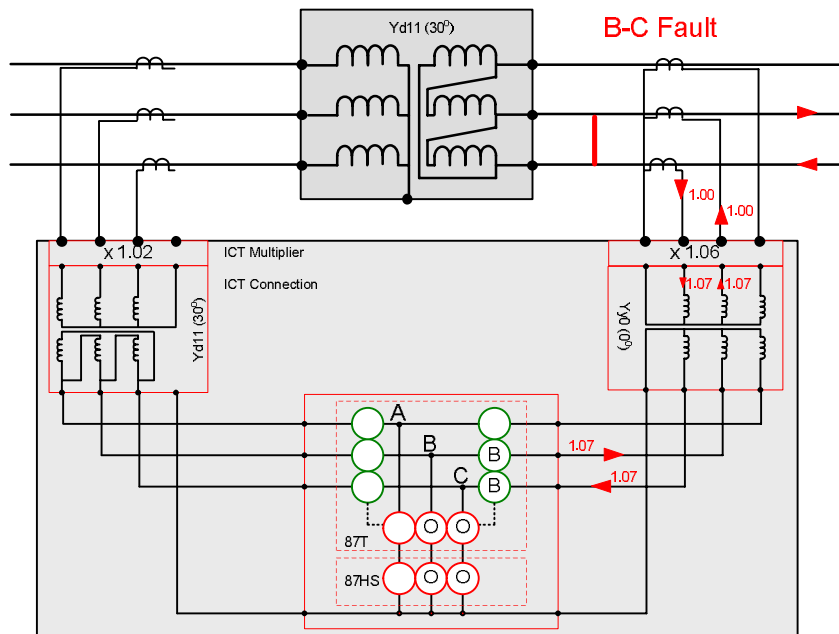 Yd11 (30⁰)
B-C Fault
1.00
1.00
x 1.02
ICT Multiplier
x 1.06
ICT Connection
1.07
1.07
Yd11 (30⁰)
Yy0 (0⁰)
A
B
1.07
B
C
1.07
B
87T
O
O
87HS
O
O